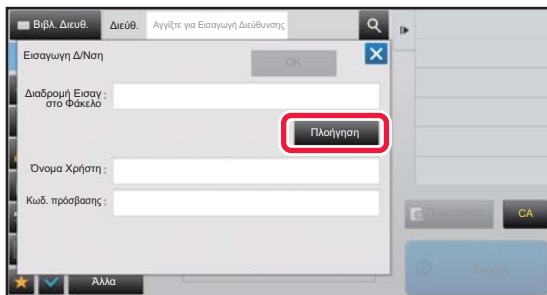 Βιβλ. Διευθ. Διεύθ. Αγγίξτε για Εισαγωγή Διεύθυνσης
Εισαγωγη Δ/Νση OK
Διαδρομή Εισαγ :
στο Φάκελο
Πλοήγηση
Όνομα Χρήστη :
Κωδ. πρόσβασης :
Προεπισκόπ CA
Έναρξη
Άλλα